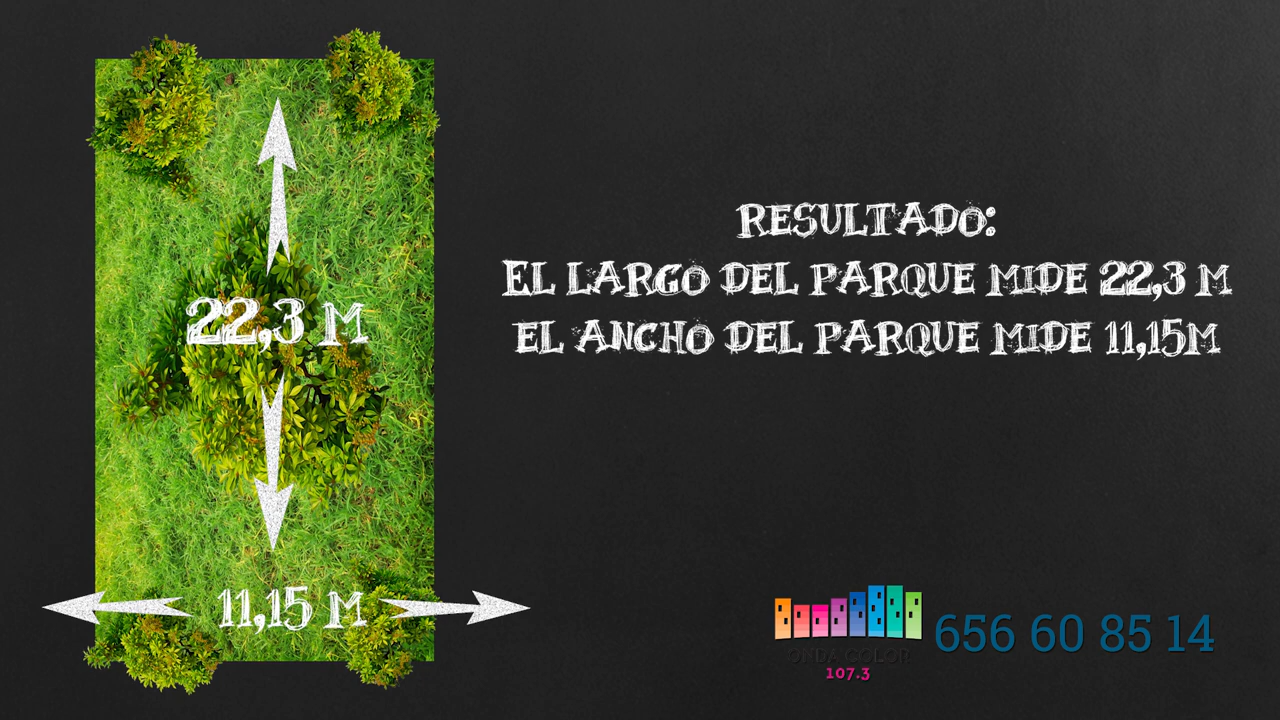 22,3 M
11,15 M
RESULTADO:
EL LARGO DEL PARQUE MIDE 22,3 M
EL ANCHO DEL PARQUE MIDE 11,15M
ONDA COLOR
107.3
656 60 85 14